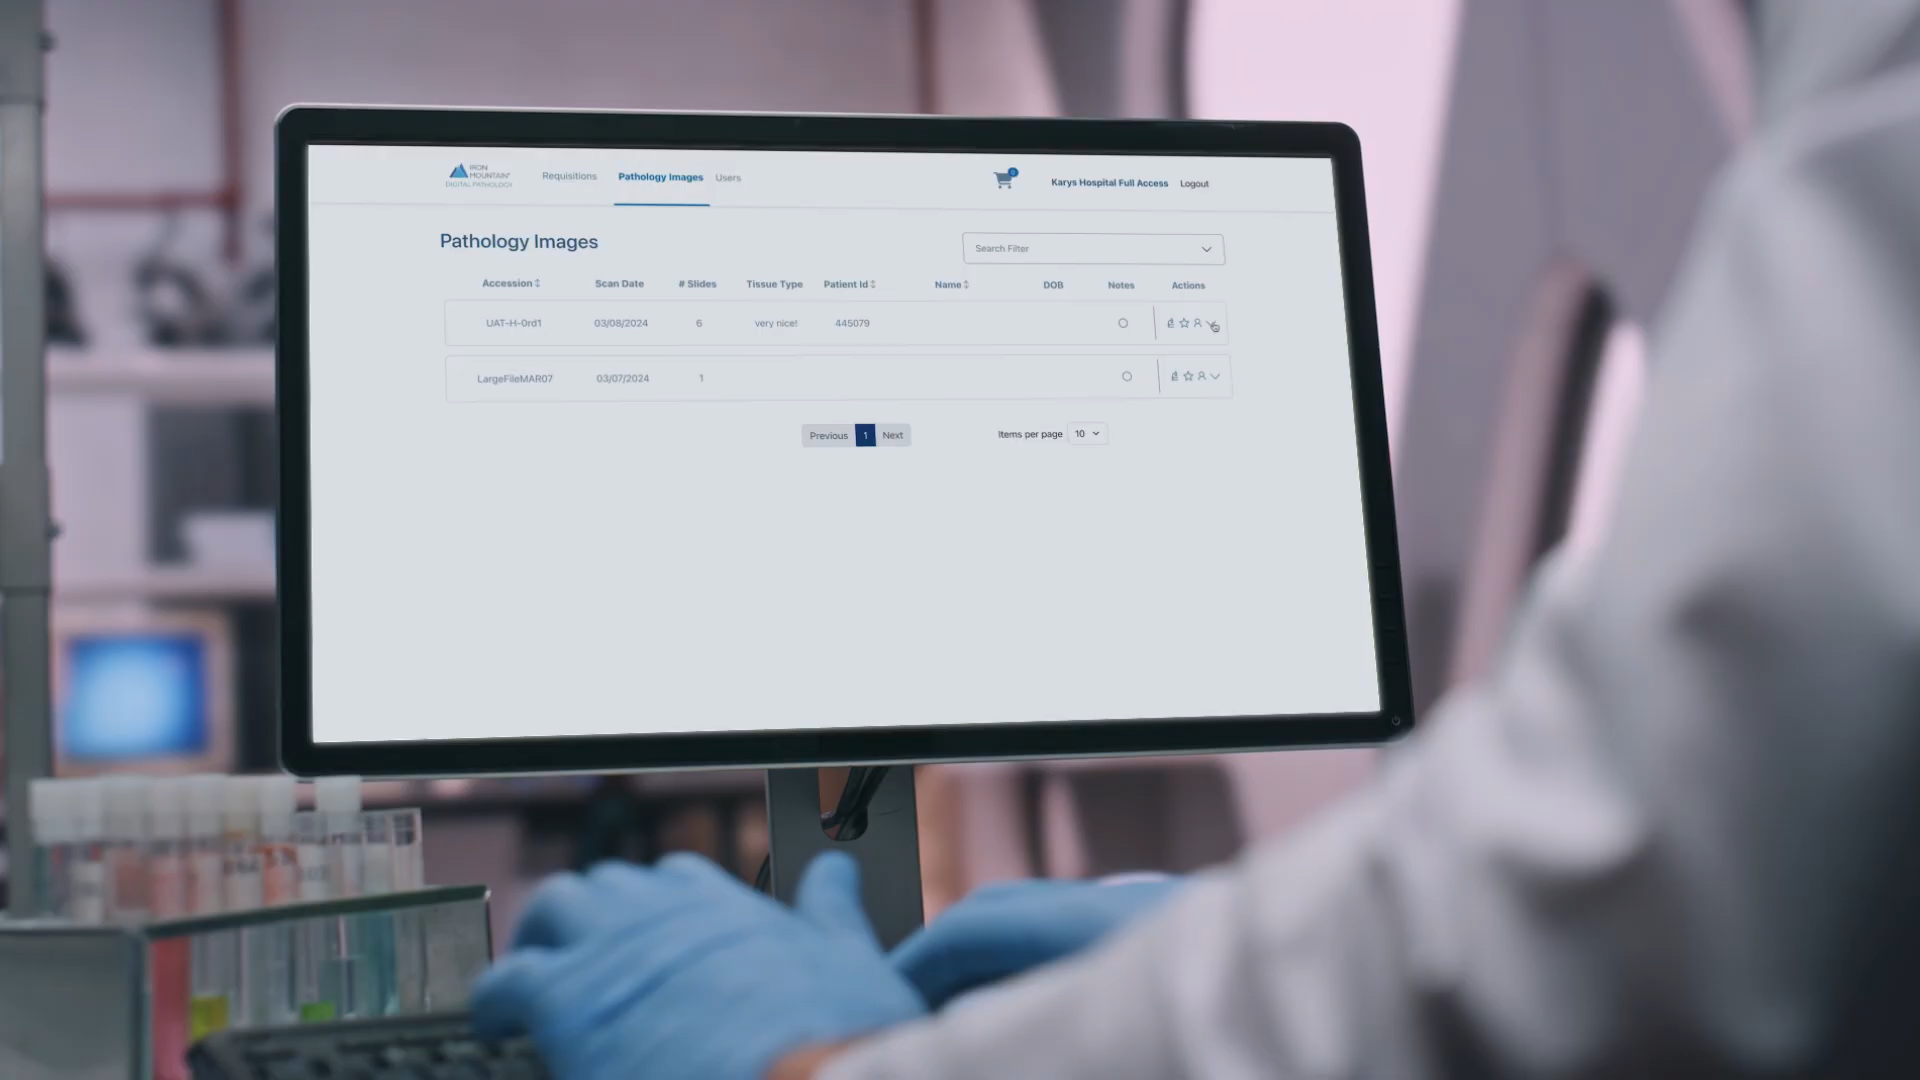 IRON
MOUNTAIN®
DIGITAL PATHOLOGY
Requisitions Pathology Images Users
0
Karys Hospital Full Access Logout
Pathology Images
Search Filter
Accession Scan Date # Slides Tissue Type Patient Id Name DOB Notes Actions
UAT-H-0rd1 03/08/2024 6 very nice! 445079
LargeFileMAR07 03/07/2024 1
Previous 1 Next Items per page 10